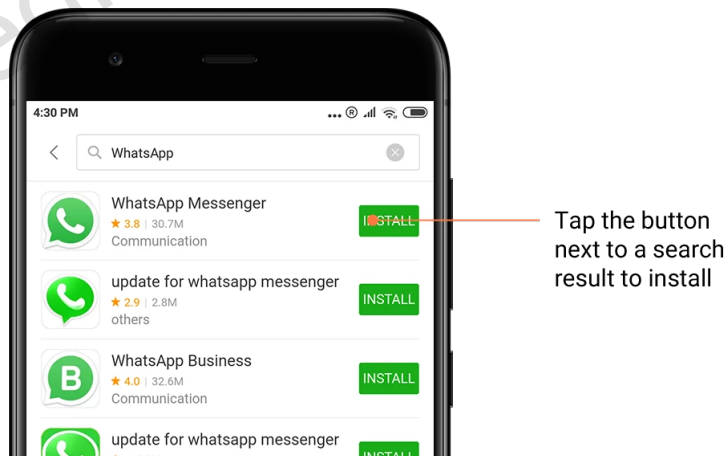 4:30 PM
WhatsApp
WhatsApp Messenger
★ 3.8 | 30.7M
Communication
INSTALL
update for whatsapp messenger
★ 2.9 | 2.8M
others
INSTALL
WhatsApp Business
★ 4.0 | 32.6M
Communication
INSTALL
update for whatsapp messenger
INSTALL
Tap the button
next to a search
result to install